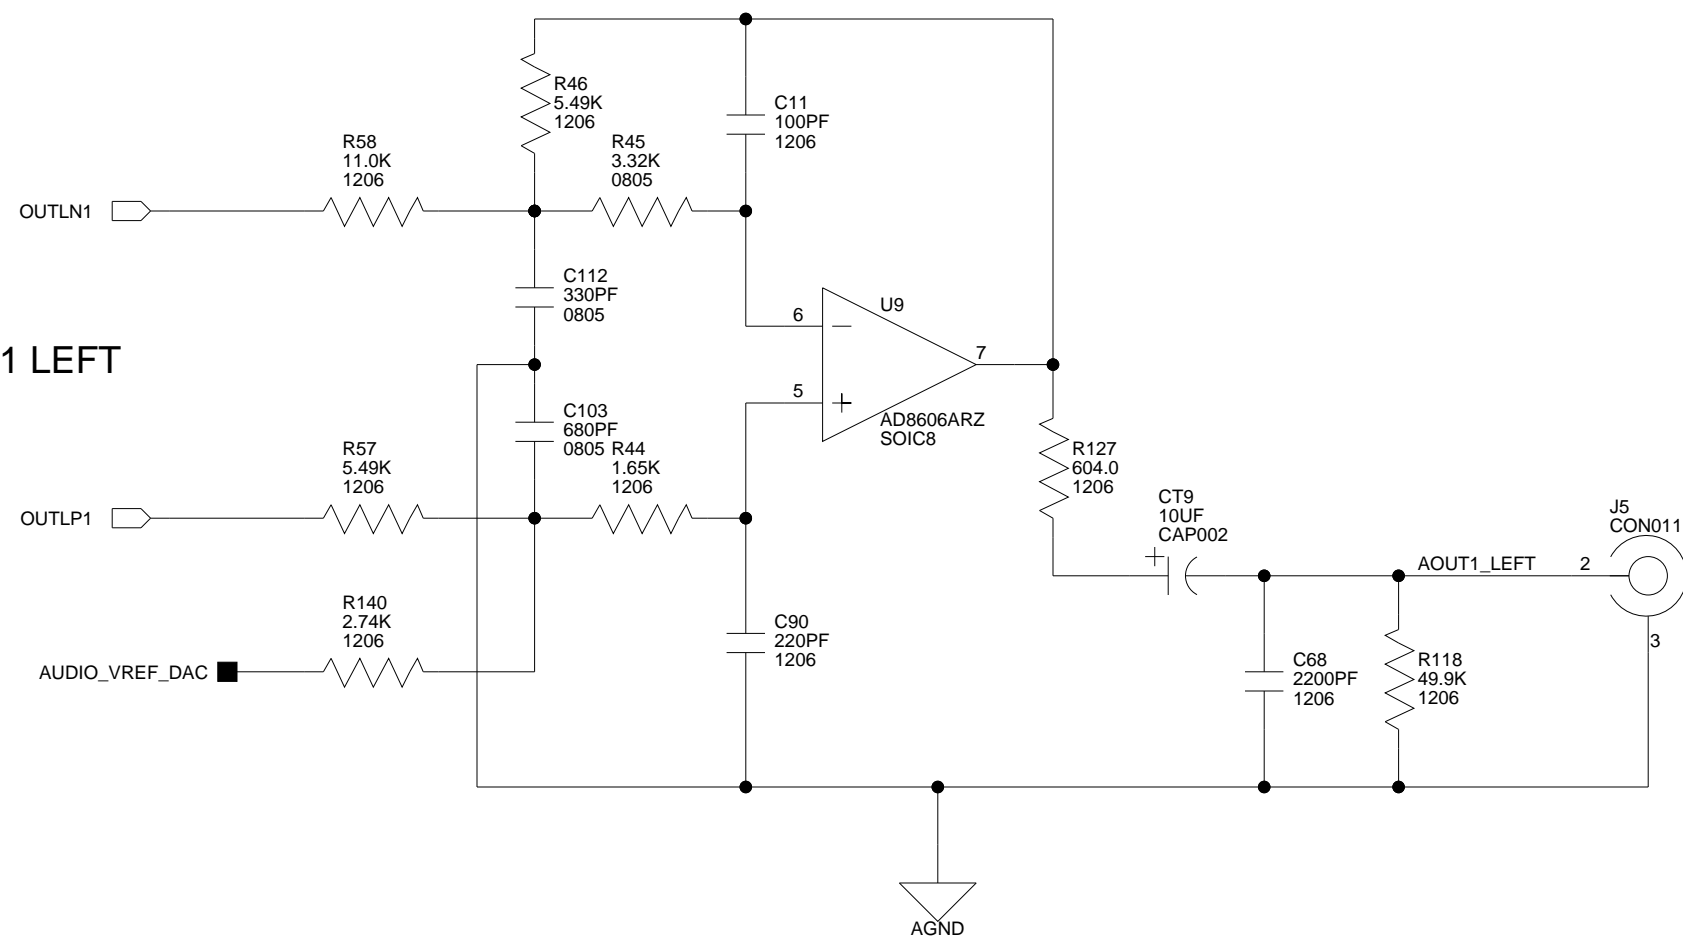 R46
5.49K
1206
C11
100PF
1206
R58
11.0K
1206
R45
3.32K
0805
OUTLN1
C112
330PF
0805
U9
6
1 LEFT
7
5
AD8606ARZ
SOIC8
C103
680PF
0805
R57
5.49K
1206
R44
1.65K
1206
R127
604.0
1206
OUTLP1
CT9
10UF
CAP002
J5
CON011
AOUT1_LEFT
2
R140
2.74K
1206
AUDIO_VREF_DAC
C90
220PF
1206
3
C68
2200PF
1206
R118
49.9K
1206
AGND